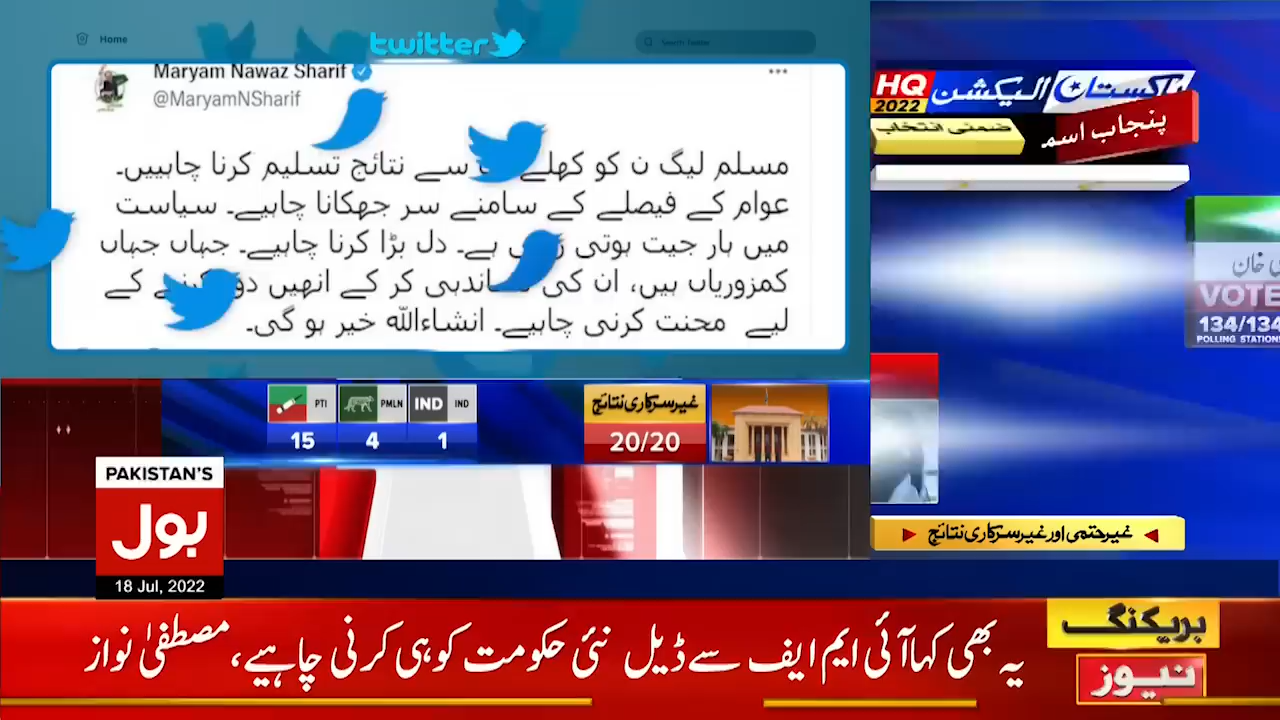 Home
twitter
Search Twitter
Maryam Nawaz Sharif
@MaryamNSharif
مسلم لیگ ن کو کھلے سے نتائج تسلیم کرنا چاہییں۔
عوام کے فیصلے کے سامنے سر جھکانا چاہیے۔ سیاست
میں ہار جیت ہوتی ہے۔ دل بڑا کرنا چاہیے۔ جہاں جہاں
کمزوریاں ہیں، ان کی کر کے انھیں کے
لیے محنت کرنی چاہیے۔ انشاءاللہ خیر ہو گی۔
HQ
2022
پاکستان الیکشن
پنجاب اسم
ضمنی انتخاب
ی خان
VOTE
134/134
POLLING STATIONS
PTI
15
PMLN
4
IND
IND
1
غیر سرکاری نتائج
20/20
غیر حتمی اور غیر سرکاری نتائج
PAKISTAN'S
بول
18 Jul, 2022
بریکنگ
نیوز
یہ بھی کہا آئی ایم ایف سے ڈیل نئی حکومت کو ہی کرنی چاہیے، مصطفیٰ نواز